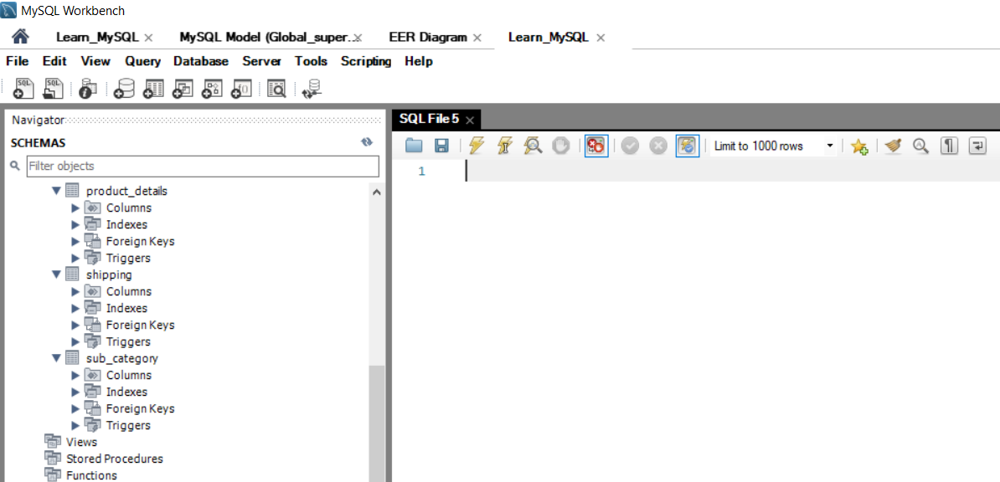 MySQL Workbench
Learn_MySQL MySQL Model (Global_super... EER Diagram Learn_MySQL
File Edit View Query Database Server Tools Scripting Help
SQL SQL
Navigator
SQL File 5
SCHEMAS
Limit to 1000 rows
Filter objects
1
product_details
Columns
Indexes
Foreign Keys
Triggers
shipping
Columns
Indexes
Foreign Keys
Triggers
sub_category
Columns
Indexes
Foreign Keys
Triggers
Views
Stored Procedures
Functions